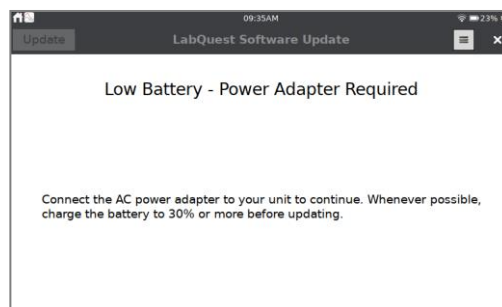 09:35AM
23%
Update
LabQuest Software Update
Low Battery - Power Adapter Required
Connect the AC power adapter to your unit to continue. Whenever possible,
charge the battery to 30% or more before updating.